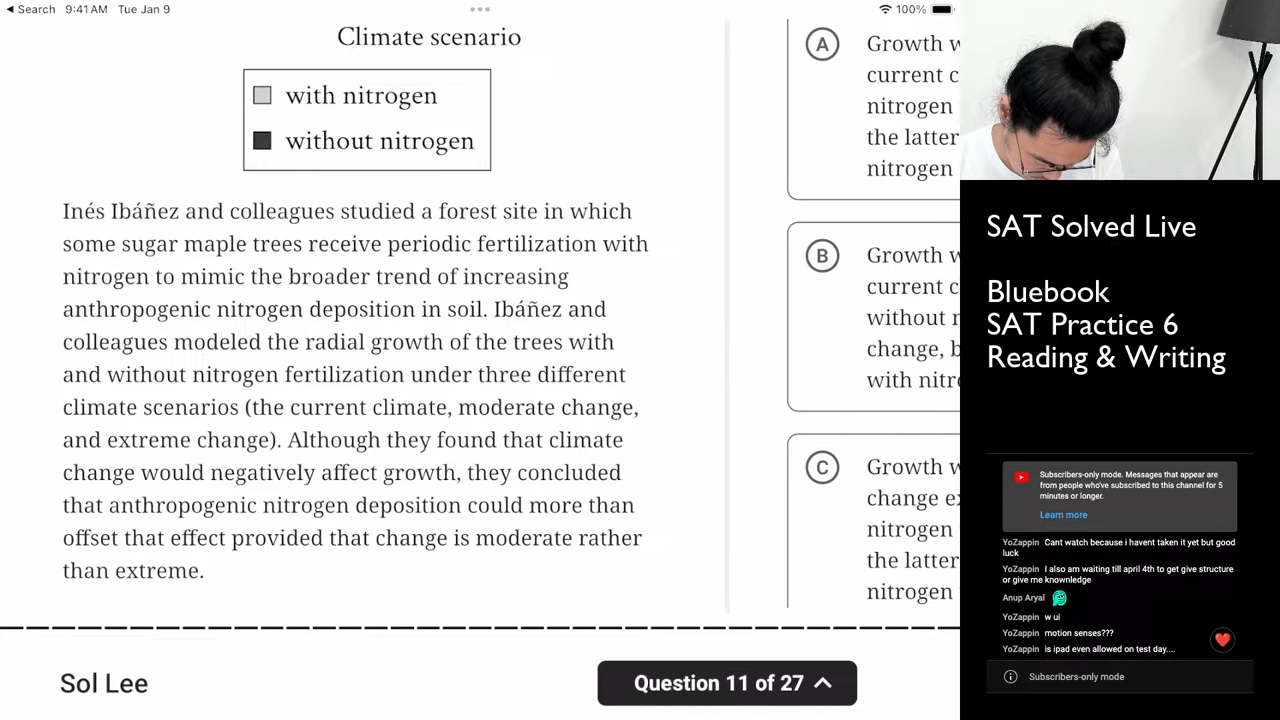 Search 9:41 AM Tue Jan 9
100%
Climate scenario
with nitrogen
without nitrogen
Inés Ibáñez and colleagues studied a forest site in which
some sugar maple trees receive periodic fertilization with
nitrogen to mimic the broader trend of increasing
anthropogenic nitrogen deposition in soil. Ibáñez and
colleagues modeled the radial growth of the trees with
and without nitrogen fertilization under three different
climate scenarios (the current climate, moderate change,
and extreme change). Although they found that climate
change would negatively affect growth, they concluded
that anthropogenic nitrogen deposition could more than
offset that effect provided that change is moderate rather
than extreme.
A
Growth w
current c
nitrogen
the latter
nitrogen
B
Growth w
current c
without n
change, b
with nitro
C
Growth w
change ex
nitrogen
the latter
nitrogen
Sol Lee
Question 11 of 27
SAT Solved Live
Bluebook
SAT Practice 6
Reading & Writing
Subscribers-only mode. Messages that appear are
from people who've subscribed to this channel for 5
minutes or longer.
Learn more
YoZappin Cant watch because i havent taken it yet but good
luck
YoZappin I also am waiting till april 4th to get give structure
or give me knownledge
Anup Aryal
YoZappin w ui
YoZappin motion senses???
YoZappin is ipad even allowed on test day....
Subscribers-only mode